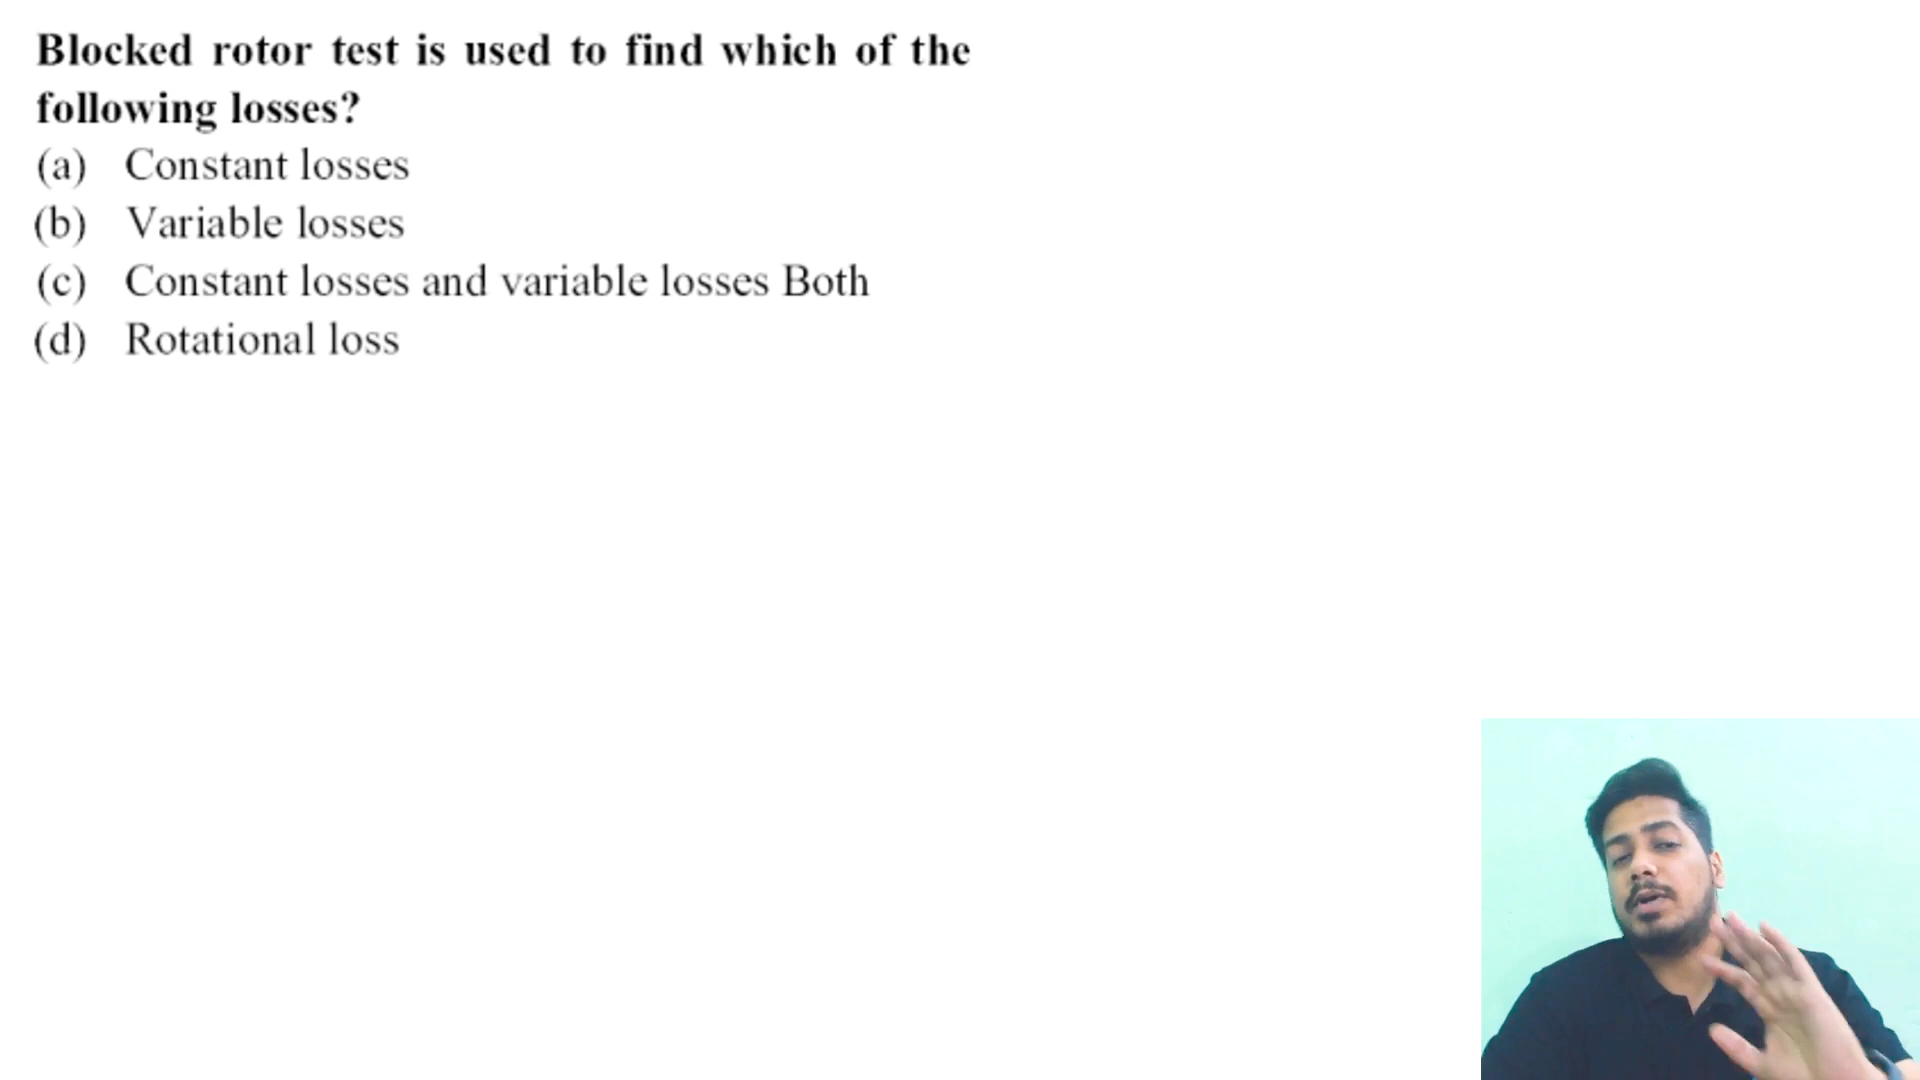 Blocked rotor test is used to find which of the
following losses?
(a) Constant losses
(b) Variable losses
(c) Constant losses and variable losses Both
(d) Rotational loss